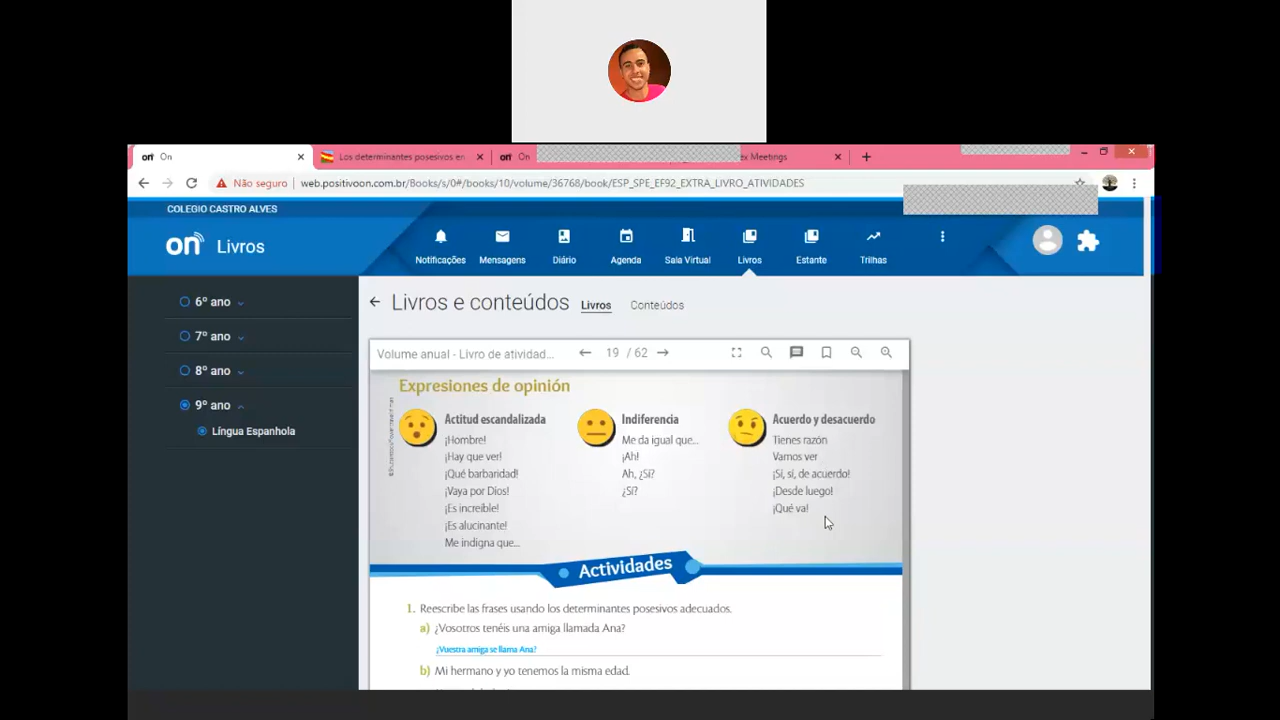 on On
Los determinantes posesivos en
on On
ex Meetings
Não seguro
web.positivoon.com.br/Books/s/0#/books/10/volume/36768/book/ESP_SPE_EF92_EXTRA_LIVRO_ATIVIDADES
COLEGIO CASTRO ALVES
on Livros
Notificações
Mensagens
Diário
Agenda
Sala Virtual
Livros
Estante
Trilhas
6º ano
7º ano
8º ano
9º ano
Língua Espanhola
Livros e conteúdos
Livros
Conteúdos
Volume anual - Livro de atividad...
19 / 62
Expresiones de opinión
Actitud escandalizada
¡Hombre!
¡Hay que ver!
¡Qué barbaridad!
¡Vaya por Dios!
¡Es increíble!
¡Es alucinante!
Me indigna que...
Indiferencia
Me da igual que...
¡Ah!
Ah, ¿Sí?
¿Sí?
Acuerdo y desacuerdo
Tienes razón
Vamos ver
¡Sí, sí, de acuerdo!
¡Desde luego!
¡Qué va!
Actividades
1. Reescribe las frases usando los determinantes posesivos adecuados.
a) ¿Vosotros tenéis una amiga llamada Ana?
¿Vuestra amiga se llama Ana?
b) Mi hermano y yo tenemos la misma edad.